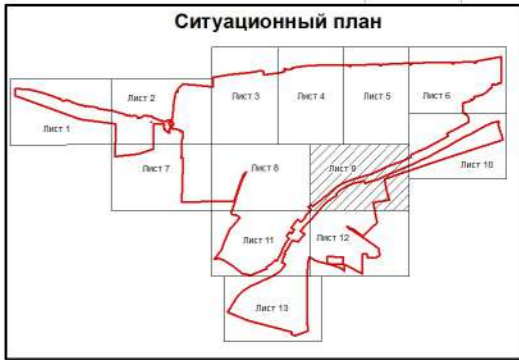 Ситуационный план
Лист 1
Лист 2
Лист 3
Лист 4
Лист 5
Лист 6
Лист 7
Лист 8
Лист 9
Лист 10
Лист 11
Лист 12
Лист 13